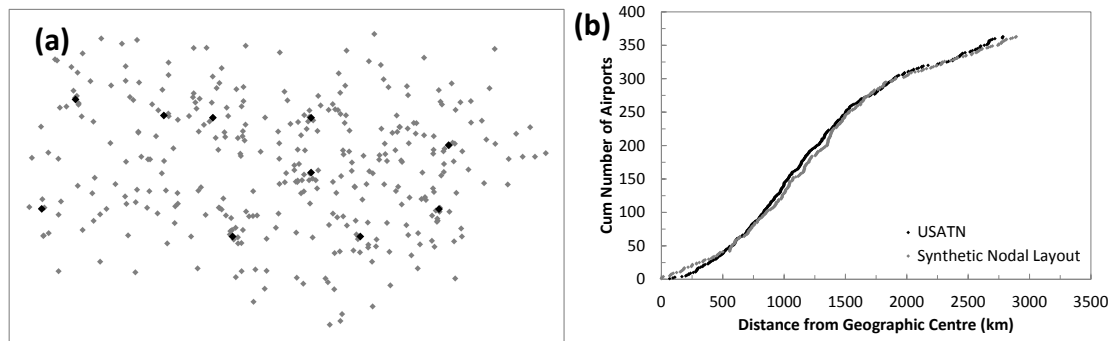 (a)
(b)
400
350
300
250
200
150
100
50
0
Cum Number of Airports
USATN
Synthetic Nodal Layout
0 500 1000 1500 2000 2500 3000 3500
Distance from Geographic Centre (km)